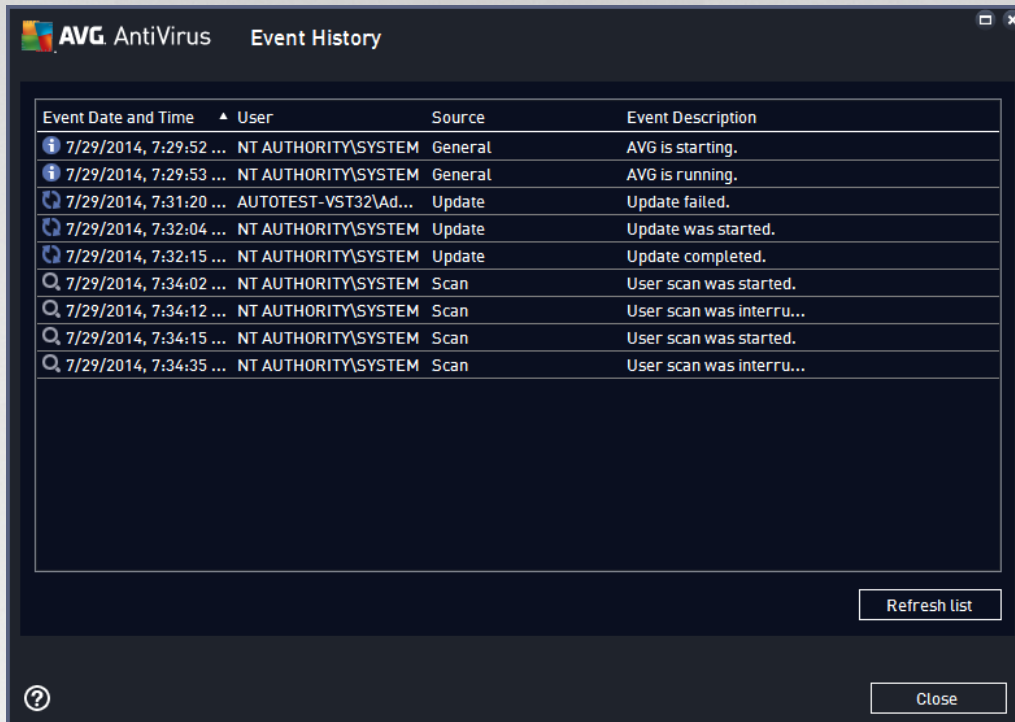 AVG. AntiVirus Event History
Event Date and Time User Source Event Description
7/29/2014, 7:29:52 ... NT AUTHORITY\SYSTEM General AVG is starting.
7/29/2014, 7:29:53 ... NT AUTHORITY\SYSTEM General AVG is running.
7/29/2014, 7:31:20 ... AUTOTEST-VST32\Ad... Update Update failed.
7/29/2014, 7:32:04 ... NT AUTHORITY\SYSTEM Update Update was started.
7/29/2014, 7:32:15 ... NT AUTHORITY\SYSTEM Update Update completed.
7/29/2014, 7:34:02 ... NT AUTHORITY\SYSTEM Scan User scan was started.
7/29/2014, 7:34:12 ... NT AUTHORITY\SYSTEM Scan User scan was interru...
7/29/2014, 7:34:15 ... NT AUTHORITY\SYSTEM Scan User scan was started.
7/29/2014, 7:34:35 ... NT AUTHORITY\SYSTEM Scan User scan was interru...
Refresh list
Close